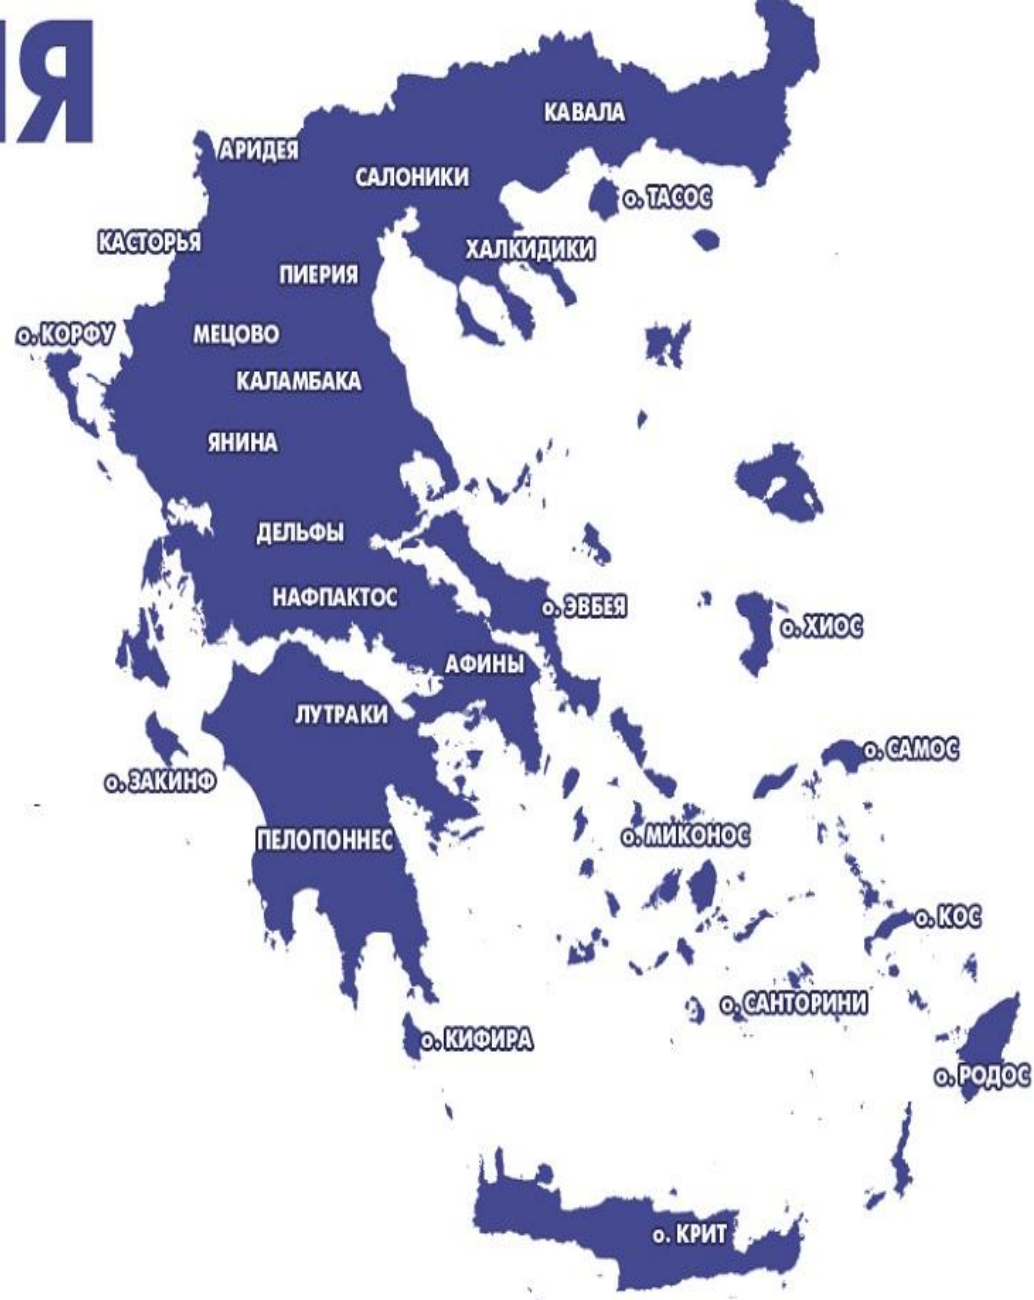 ИЯ
КАВАЛА
АРИДЕЯ
САЛОНИКИ
о. ТАСОС
КАСТОРЬЯ
ХАЛКИДИКИ
ПИЕРИЯ
о. КОРФУ
МЕЦОВО
КАЛАМБАКА
ЯНИНА
ДЕЛЬФЫ
НАФПАКТОС
о. ЭВБЕЯ
о. ХИОС
АФИНЫ
ЛУТРАКИ
о. САМОС
о. ЗАКИНФ
о. МИКОНОС
ПЕЛОПОННЕС
о. КОС
о. САНТОРИНИ
о. КИФИРА
о. РОДОС
о. КРИТ